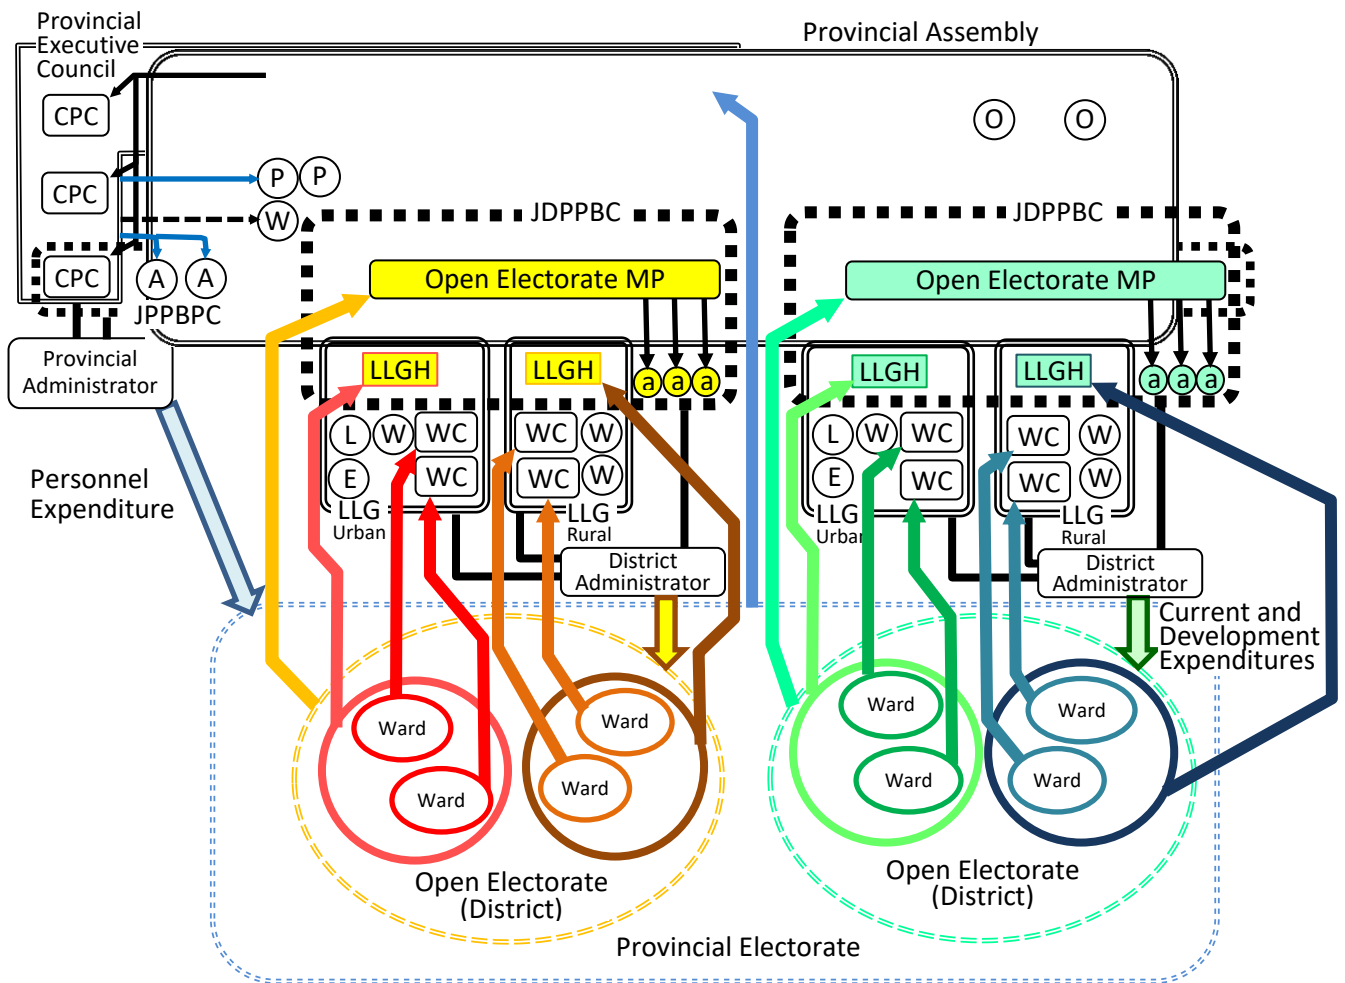 Provincial
Executive
Council
Provincial Assembly
CPC
O O
CPC
P P
W
JDPPBC
JDPPBC
CPC
A A
Open Electorate MP
Open Electorate MP
JPPBPC
Provincial
Administrator
LLGH
LLGH
a a a
LLGH
LLGH
a a a
L W WC
WC W
L W WC
WC W
E WC
WC W
E WC
WC W
Personnel
Expenditure
LLG
Urban
LLG
Rural
LLG
Urban
LLG
Rural
District
Administrator
District
Administrator
Current and
Development
Expenditures
Ward
Ward
Ward
Ward
Ward
Ward
Ward
Ward
Open Electorate
(District)
Open Electorate
(District)
Provincial Electorate